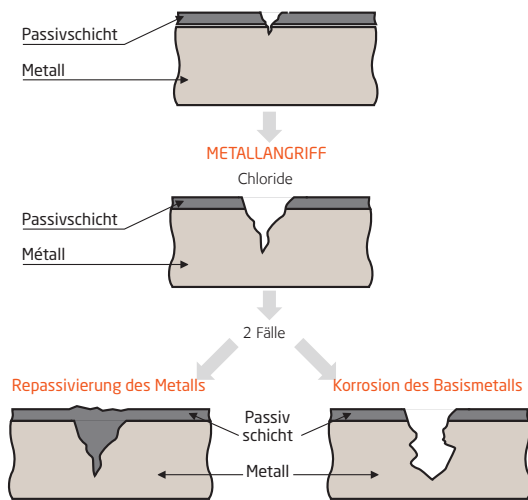 Passivschicht
Metall
METALLANGRIFF
Chloride
Passivschicht
Métall
2 Fälle
Repassivierung des Metalls
Korrosion des Basismetalls
Passiv
schicht
Metall